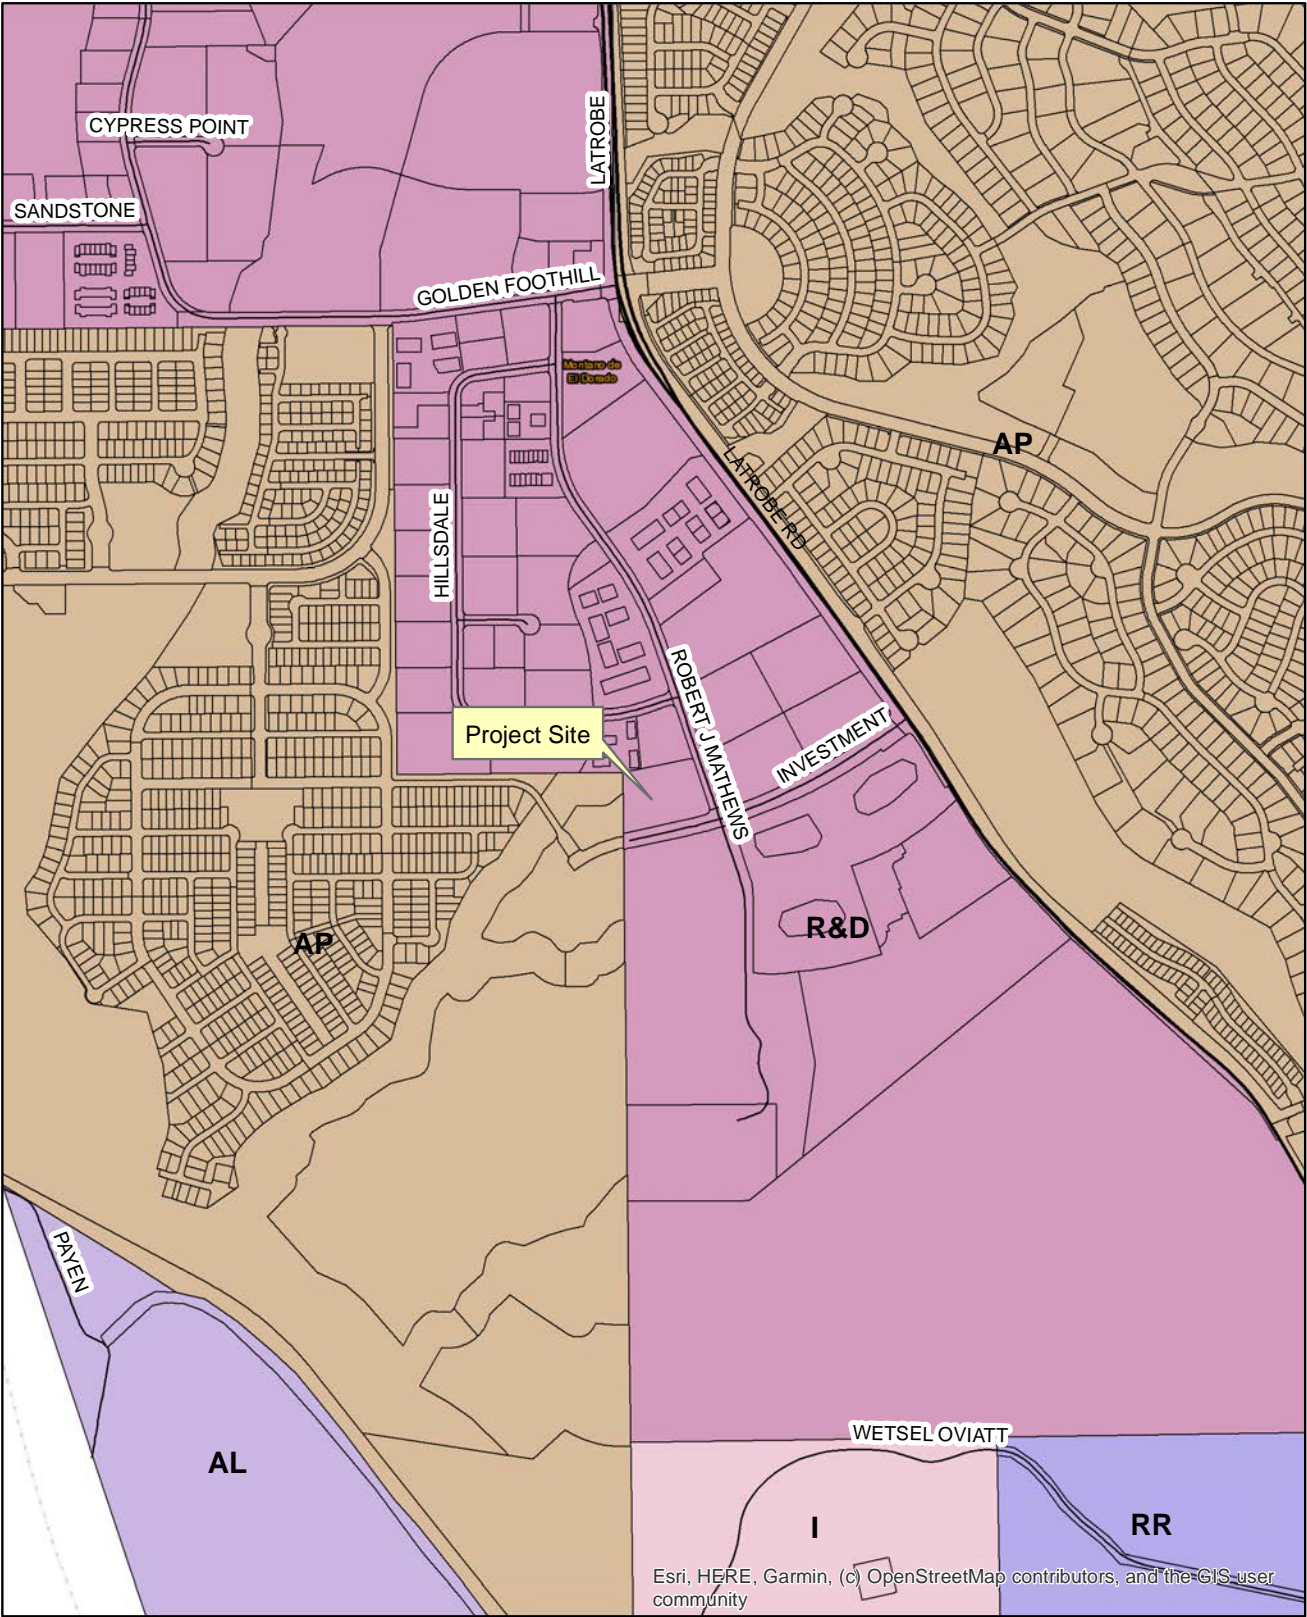 CYPRESS POINT
LATROBE
SANDSTONE
GOLDEN FOOTHILL
Montano de
El Dorado
AP
LATROBE RD
HILLSDALE
ROBERT J MATHEWS
Project Site
INVESTMENT
R&D
AP
PAYEN
WETSEL OVIATT
AL
I
RR
Esri, HERE, Garmin, (c) OpenStreetMap contributors, and the GIS user
community